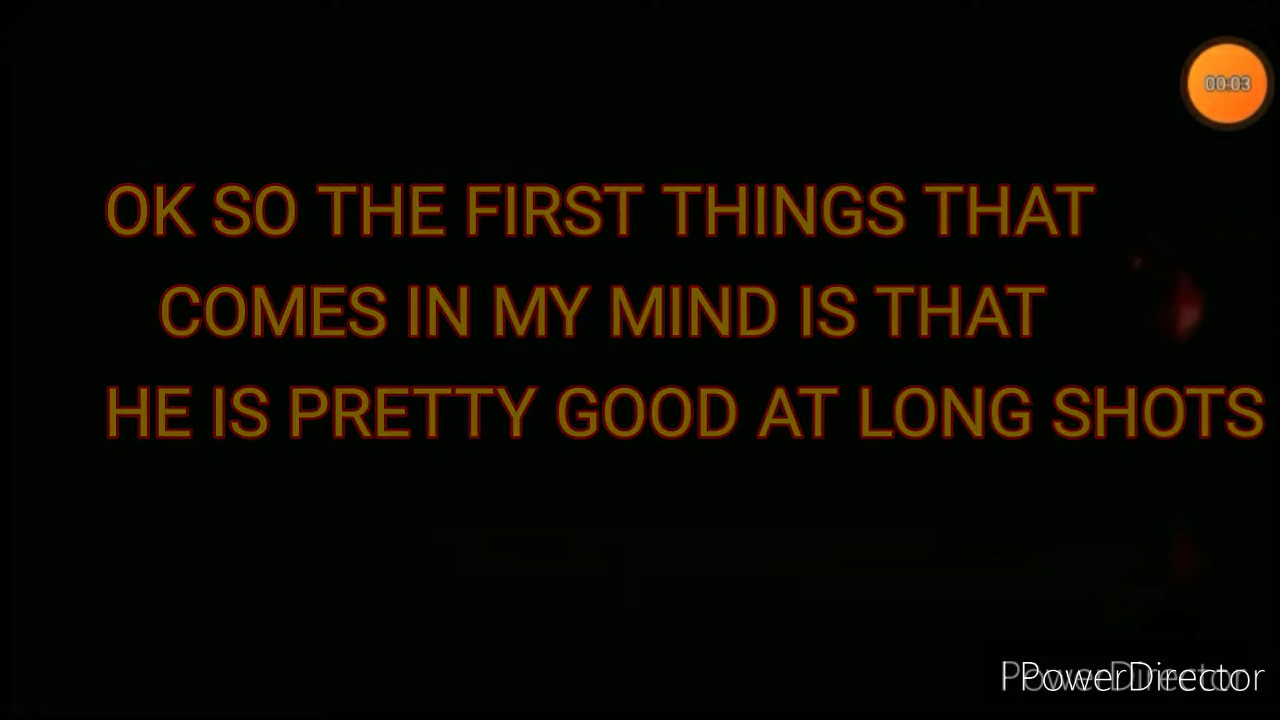 00:03
OK SO THE FIRST THINGS THAT
COMES IN MY MIND IS THAT
HE IS PRETTY GOOD AT LONG SHOTS
PowerDirector